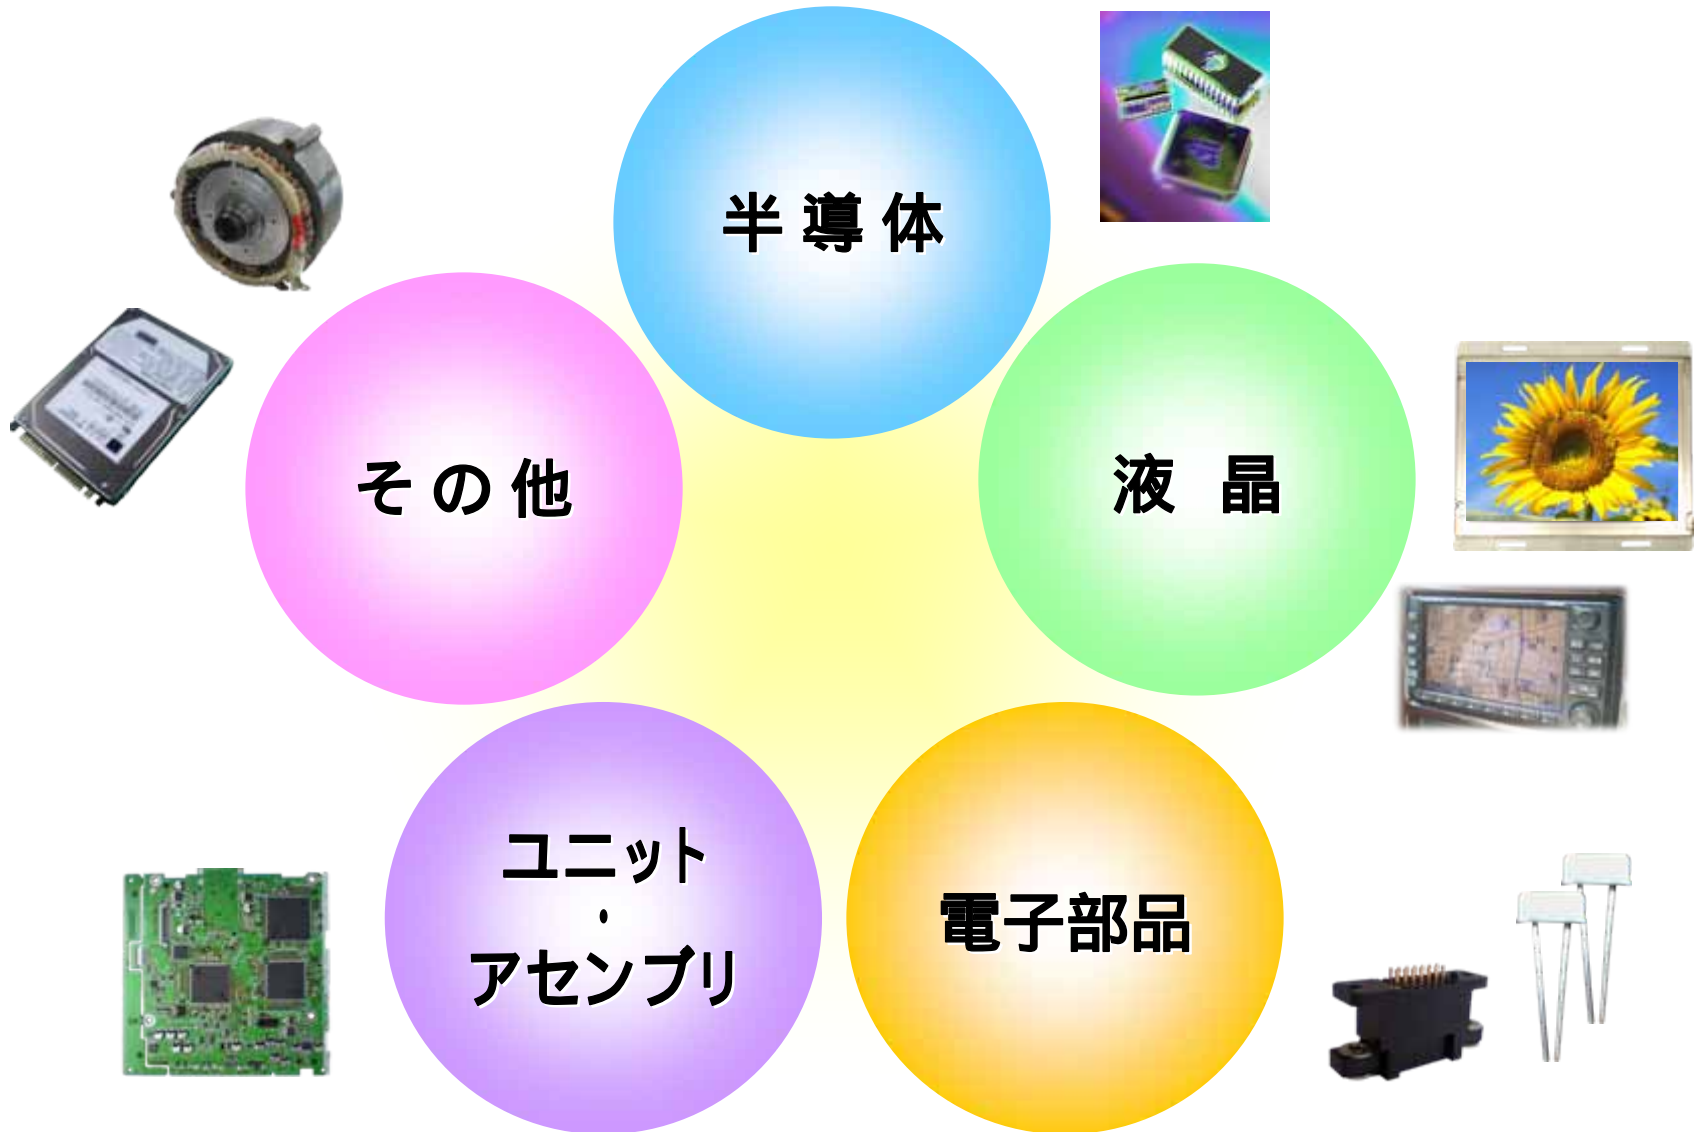 半導体
その他
液晶
ユニット
・
アセンブリ
電子部品